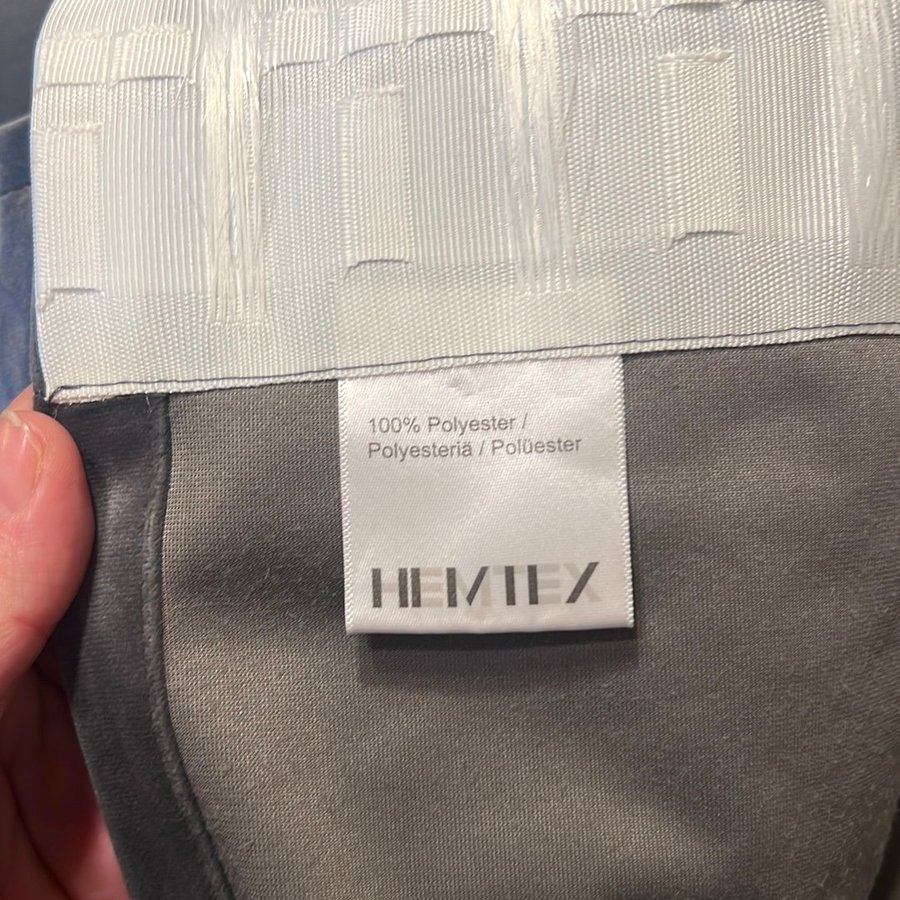 100% Polyester /
Polyesteriä / Polüester
HEMTEX